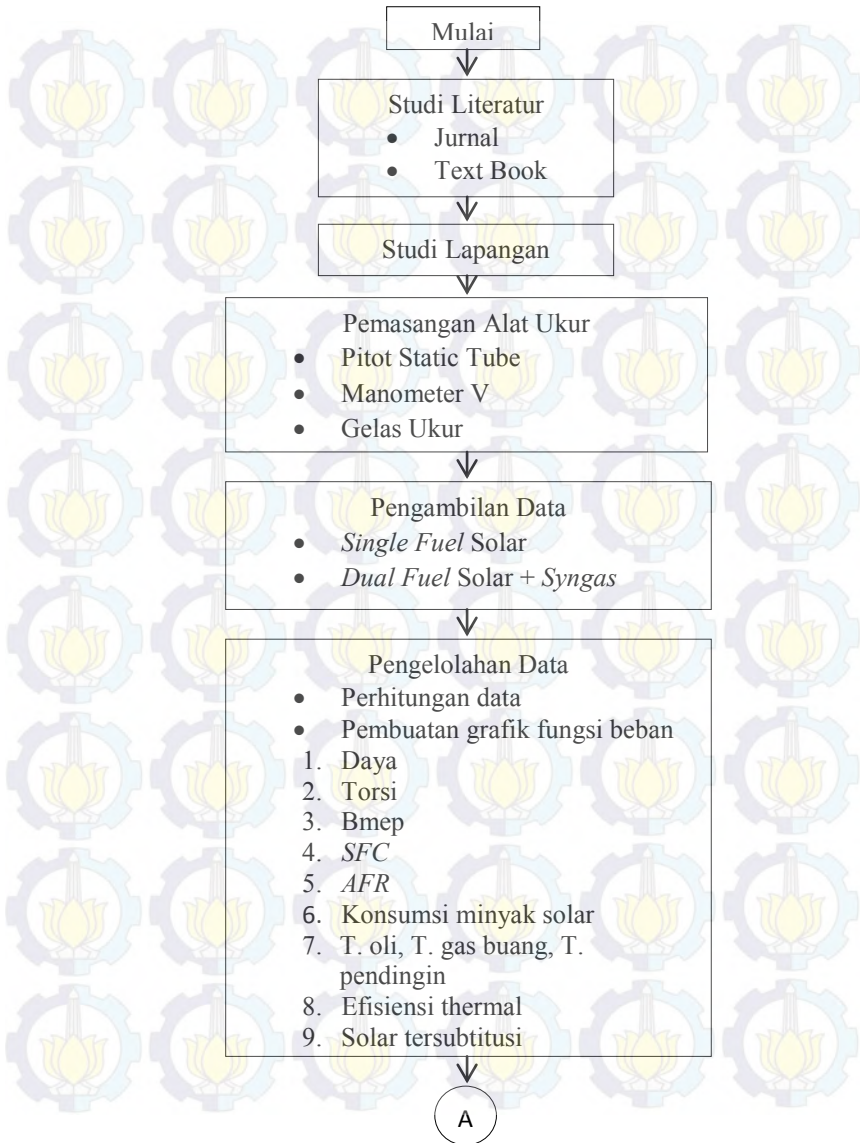 Mulai
Studi Literatur
• Jurnal
• Text Book
Studi Lapangan
Pemasangan Alat Ukur
• Pitot Static Tube
• Manometer V
• Gelas Ukur
Pengambilan Data
• Single Fuel Solar
• Dual Fuel Solar + Syngas
Pengelolahan Data
• Perhitungan data
• Pembuatan grafik fungsi beban
1. Daya
2. Torsi
3. Bmep
4. SFC
5. AFR
6. Konsumsi minyak solar
7. T. oli, T. gas buang, T.
pendingin
8. Efisiensi thermal
9. Solar tersubtitusi
A